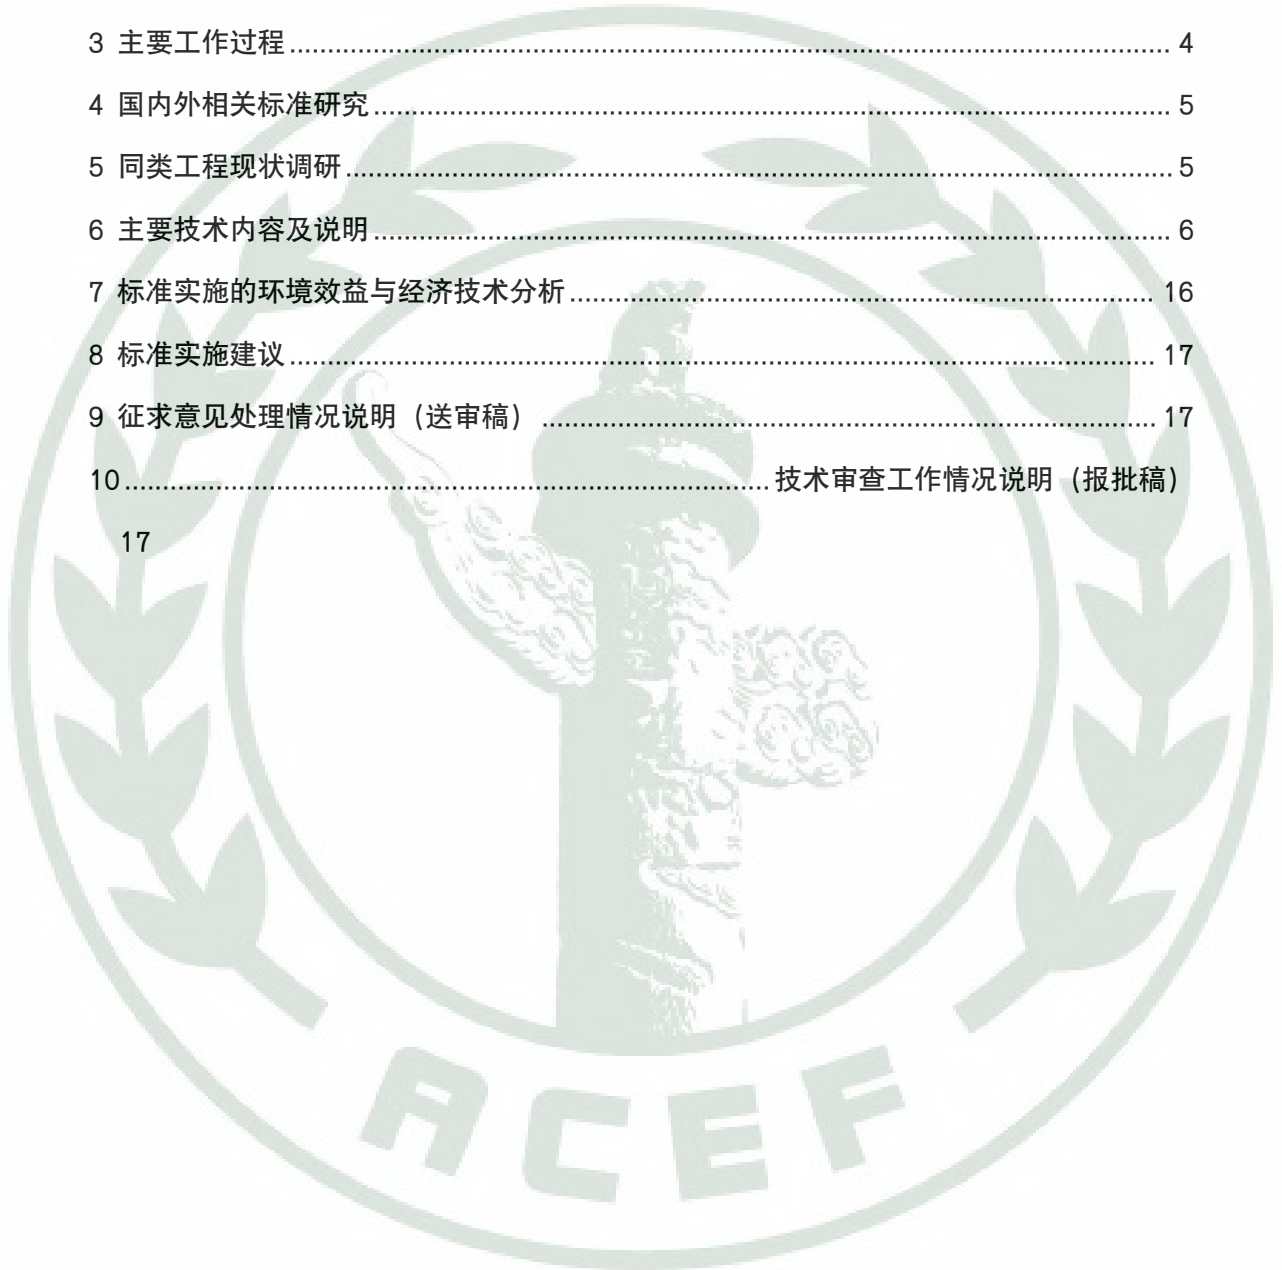 3 主要工作过程........................................ 4
4 国内外相关标准研究........................................ 5
5 同类工程现状调研........................................ 5
6 主要技术内容及说明........................................ 6
7 标准实施的环境效益与经济技术分析........................................ 16
8 标准实施建议........................................ 17
9 征求意见处理情况说明（送审稿）........................................ 17
10........................................技术审查工作情况说明（报批稿）
17
ACEF